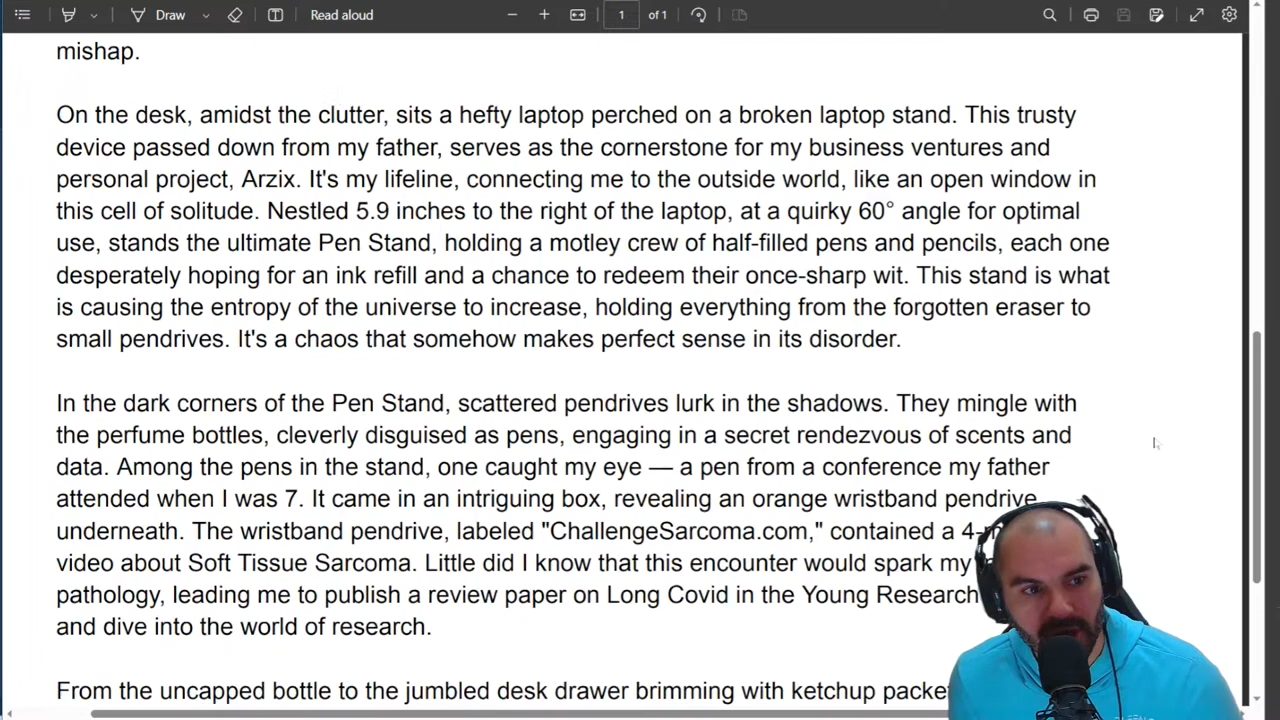 Draw
Read aloud
1
of 1
mishap.
On the desk, amidst the clutter, sits a hefty laptop perched on a broken laptop stand. This trusty
device passed down from my father, serves as the cornerstone for my business ventures and
personal project, Arzix. It's my lifeline, connecting me to the outside world, like an open window in
this cell of solitude. Nestled 5.9 inches to the right of the laptop, at a quirky 60° angle for optimal
use, stands the ultimate Pen Stand, holding a motley crew of half-filled pens and pencils, each one
desperately hoping for an ink refill and a chance to redeem their once-sharp wit. This stand is what
is causing the entropy of the universe to increase, holding everything from the forgotten eraser to
small pendrives. It's a chaos that somehow makes perfect sense in its disorder.
In the dark corners of the Pen Stand, scattered pendrives lurk in the shadows. They mingle with
the perfume bottles, cleverly disguised as pens, engaging in a secret rendezvous of scents and
data. Among the pens in the stand, one caught my eye — a pen from a conference my father
attended when I was 7. It came in an intriguing box, revealing an orange wristband pendrive
underneath. The wristband pendrive, labeled "ChallengeSarcoma.com," contained a 4-
video about Soft Tissue Sarcoma. Little did I know that this encounter would spark my
pathology, leading me to publish a review paper on Long Covid in the Young Research
and dive into the world of research.
From the uncapped bottle to the jumbled desk drawer brimming with ketchup